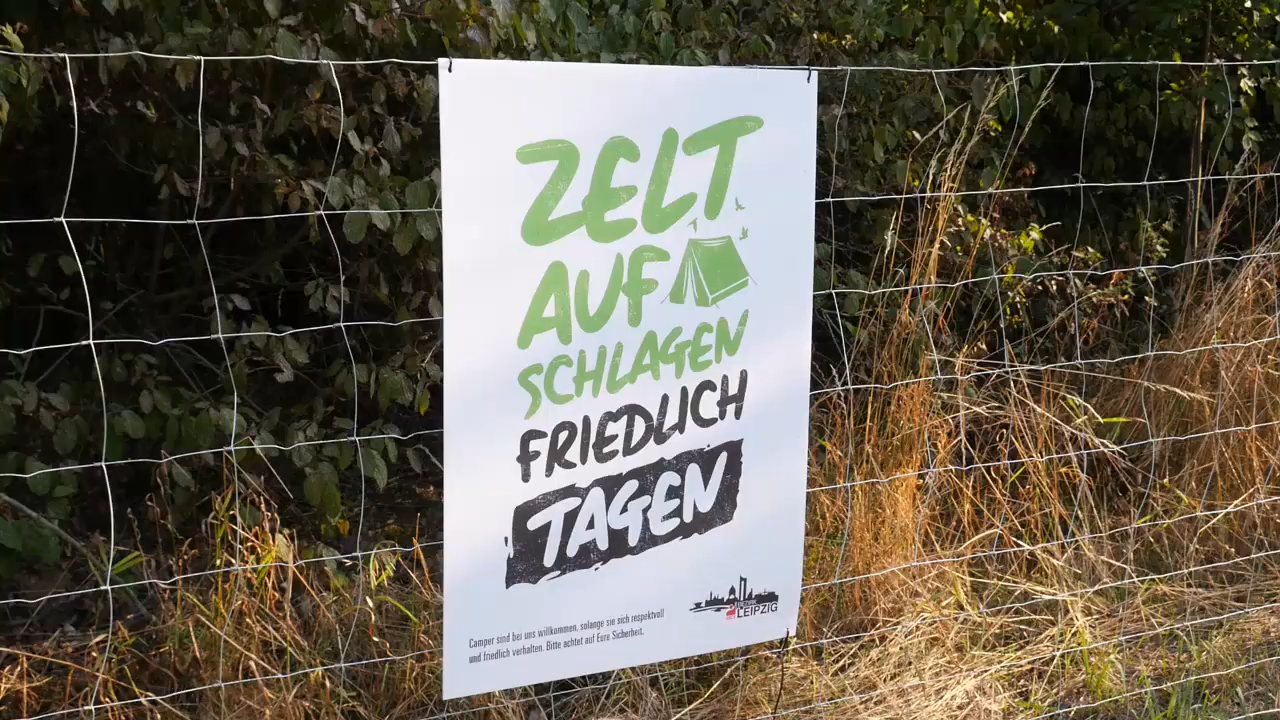 ZELT
AUF
SCHLAGEN
FRIEDLICH
TAGEN
Camper sind bei uns willkommen, solange sie sich respektvoll
und friedlich verhalten. Bitte achtet auf Eure Sicherheit.
LEIPZIG